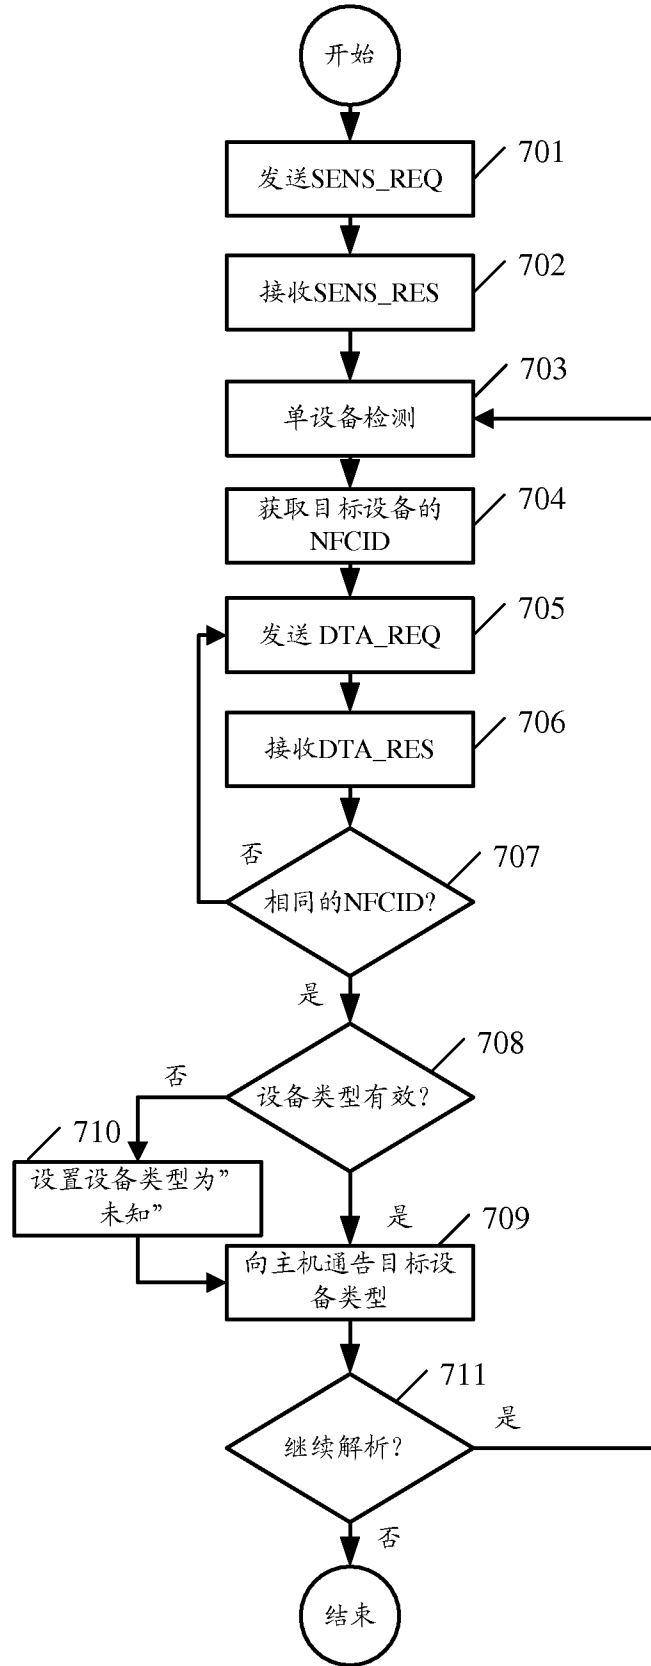 开始
701
发送SENS_REQ
702
接收SENS_RES
703
单设备检测
704
获取目标设备的
NFCID
705
发送 DTA_REQ
706
接收DTA_RES
否
707
相同的NFCID?
是
708
否
设备类型有效?
710
设置设备类型为”
未知”
是
709
向主机通告目标设
备类型
711
是
继续解析?
否
结束